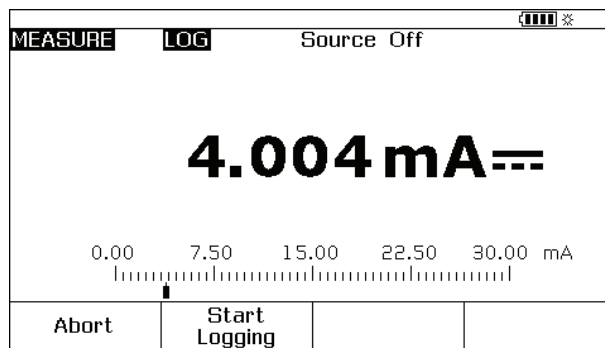 MEASURE LOG Source Off
4.004 mA
0.00 7.50 15.00 22.50 30.00 mA
Abort
Start
Logging